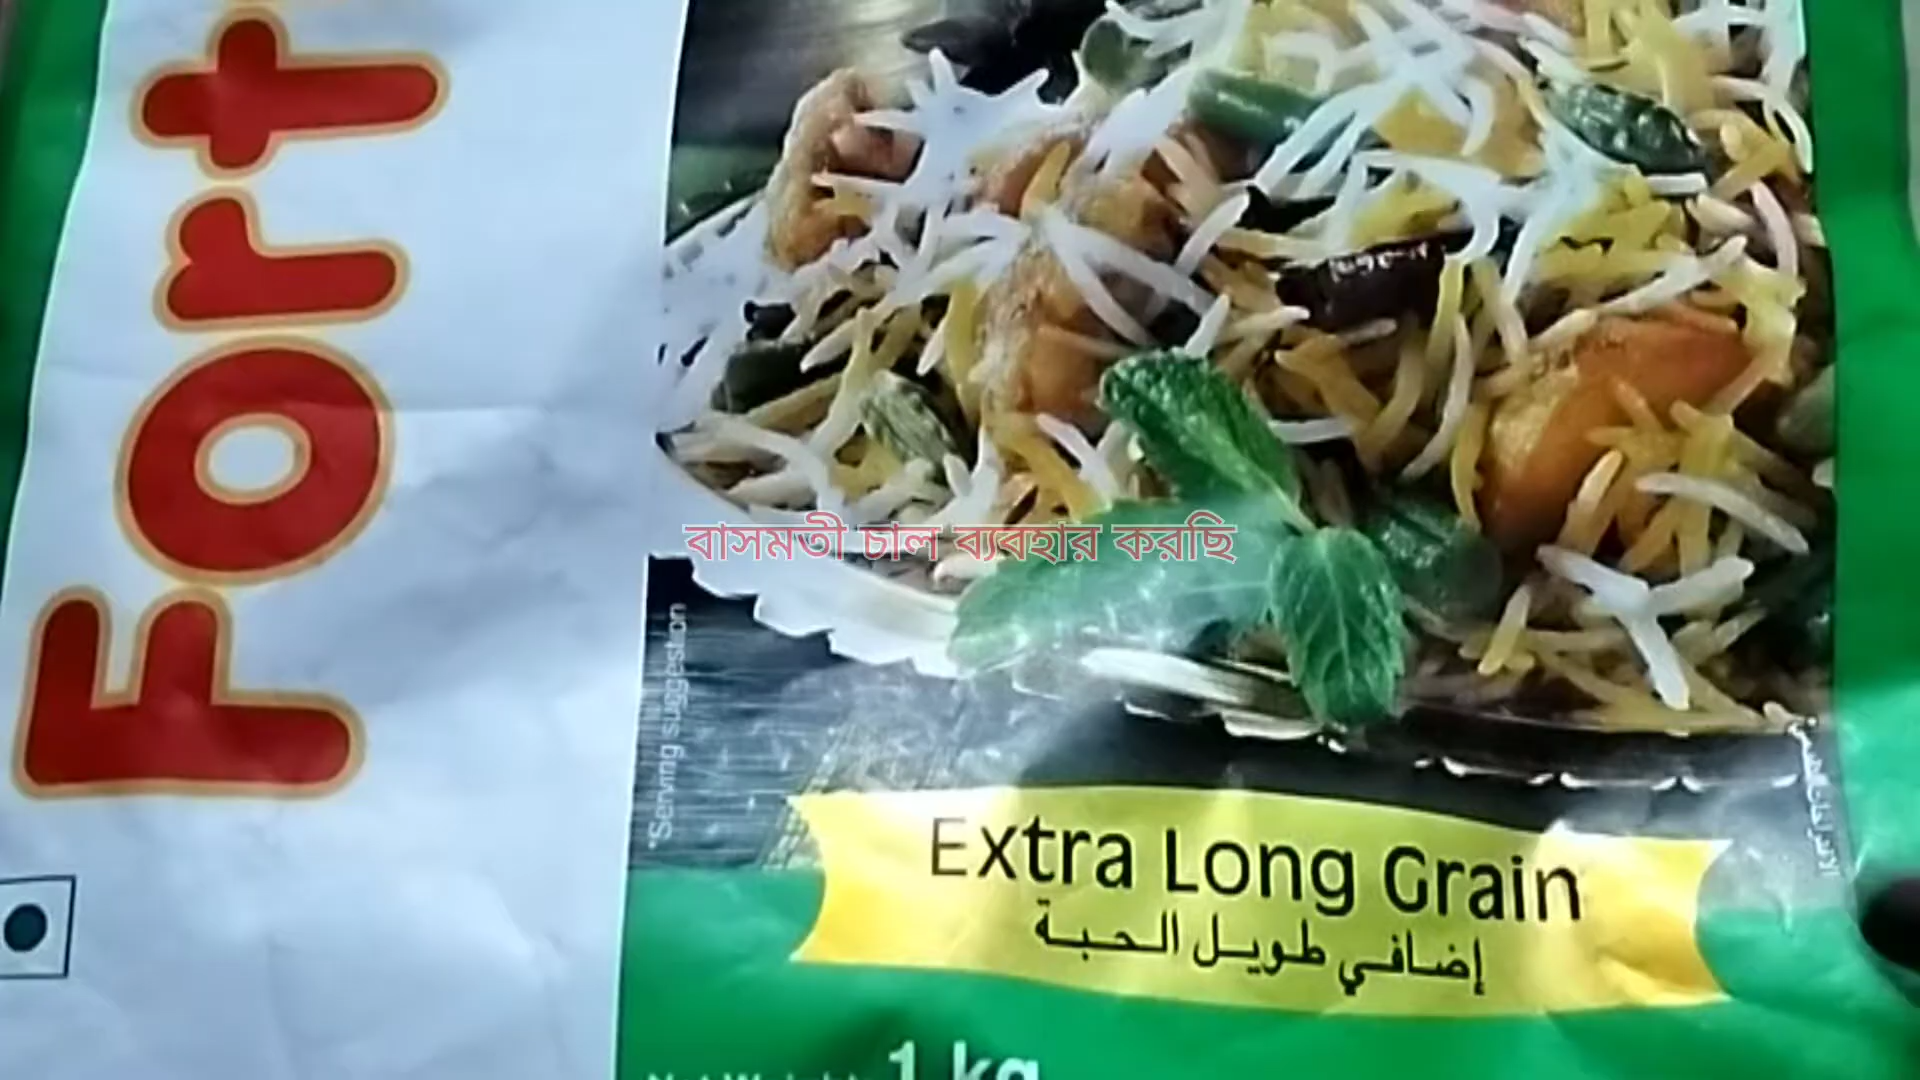 Fort
বাসমতী চাল ব্যবহার করছি
*Serving suggestion
Extra Long Grain
إضافي طويل الحبة
1 kg